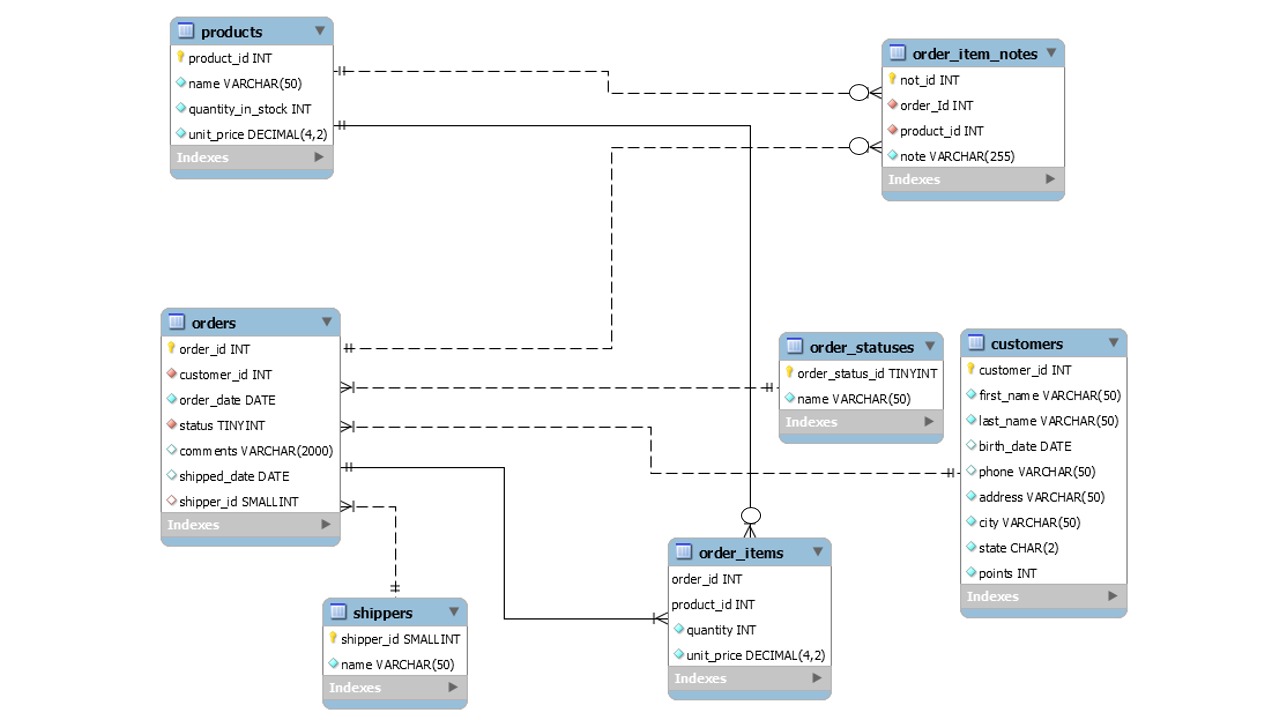 products
product_id INT
name VARCHAR(50)
quantity_in_stock INT
unit_price DECIMAL(4,2)
Indexes
order_item_notes
not_id INT
order_Id INT
product_id INT
note VARCHAR(255)
Indexes
orders
order_id INT
customer_id INT
order_date DATE
status TINYINT
comments VARCHAR(2000)
shipped_date DATE
shipper_id SMALLINT
Indexes
order_statuses
order_status_id TINYINT
name VARCHAR(50)
Indexes
customers
customer_id INT
first_name VARCHAR(50)
last_name VARCHAR(50)
birth_date DATE
phone VARCHAR(50)
address VARCHAR(50)
city VARCHAR(50)
state CHAR(2)
points INT
Indexes
shippers
shipper_id SMALLINT
name VARCHAR(50)
Indexes
order_items
order_id INT
product_id INT
quantity INT
unit_price DECIMAL(4,2)
Indexes